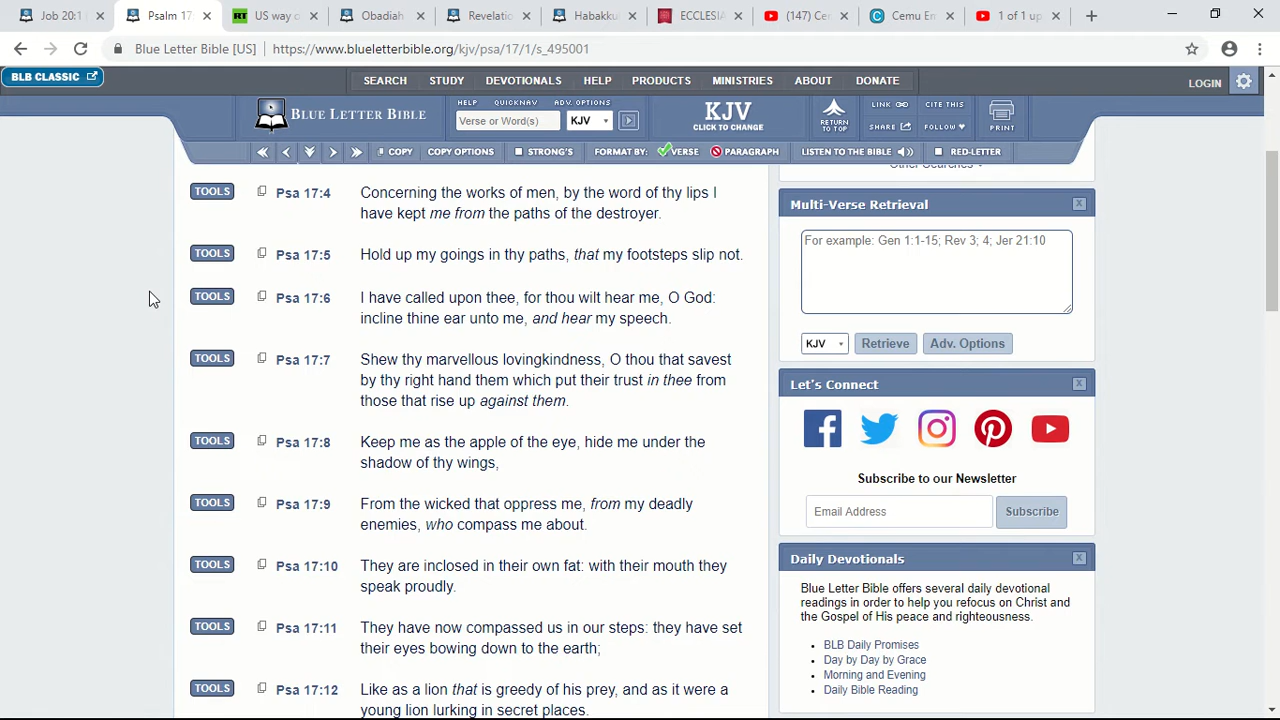 Job 20:1 (
Psalm 17:
RT US way o
Obadia
Revelatio
Habakku
ECCLESIA
(147) Ce
Cemu En
1 of 1 up
Blue Letter Bible [US] https://www.blueletterbible.org/kjv/psa/17/1/s_495001
BLB CLASSIC
SEARCH STUDY DEVOTIONALS HELP PRODUCTS MINISTRIES ABOUT DONATE
LOGIN
BLUE LETTER BIBLE
HELP QUICKNAV ADV. OPTIONS
Verse or Word(s) KJV
KJV
CLICK TO CHANGE
RETURN
TO TOP
LINK CITE THIS
SHARE FOLLOW
PRINT
COPY COPY OPTIONS STRONG'S FORMAT BY: VERSE PARAGRAPH LISTEN TO THE BIBLE RED-LETTER
TOOLS Psa 17:4 Concerning the works of men, by the word of thy lips I
have kept me from the paths of the destroyer.
TOOLS Psa 17:5 Hold up my goings in thy paths, that my footsteps slip not.
TOOLS Psa 17:6 I have called upon thee, for thou wilt hear me, O God:
incline thine ear unto me, and hear my speech.
TOOLS Psa 17:7 Shew thy marvellous lovingkindness, O thou that savest
by thy right hand them which put their trust in thee from
those that rise up against them.
TOOLS Psa 17:8 Keep me as the apple of the eye, hide me under the
shadow of thy wings,
TOOLS Psa 17:9 From the wicked that oppress me, from my deadly
enemies, who compass me about.
TOOLS Psa 17:10 They are inclosed in their own fat: with their mouth they
speak proudly.
TOOLS Psa 17:11 They have now compassed us in our steps: they have set
their eyes bowing down to the earth;
TOOLS Psa 17:12 Like as a lion that is greedy of his prey, and as it were a
young lion lurking in secret places.
Other Searches
Multi-Verse Retrieval X
For example: Gen 1:1-15; Rev 3; 4; Jer 21:10
KJV Retrieve Adv. Options
Let's Connect X
Subscribe to our Newsletter
Email Address Subscribe
Daily Devotionals X
Blue Letter Bible offers several daily devotional
readings in order to help you refocus on Christ and
the Gospel of His peace and righteousness.
BLB Daily Promises
Day by Day by Grace
Morning and Evening
Daily Bible Reading